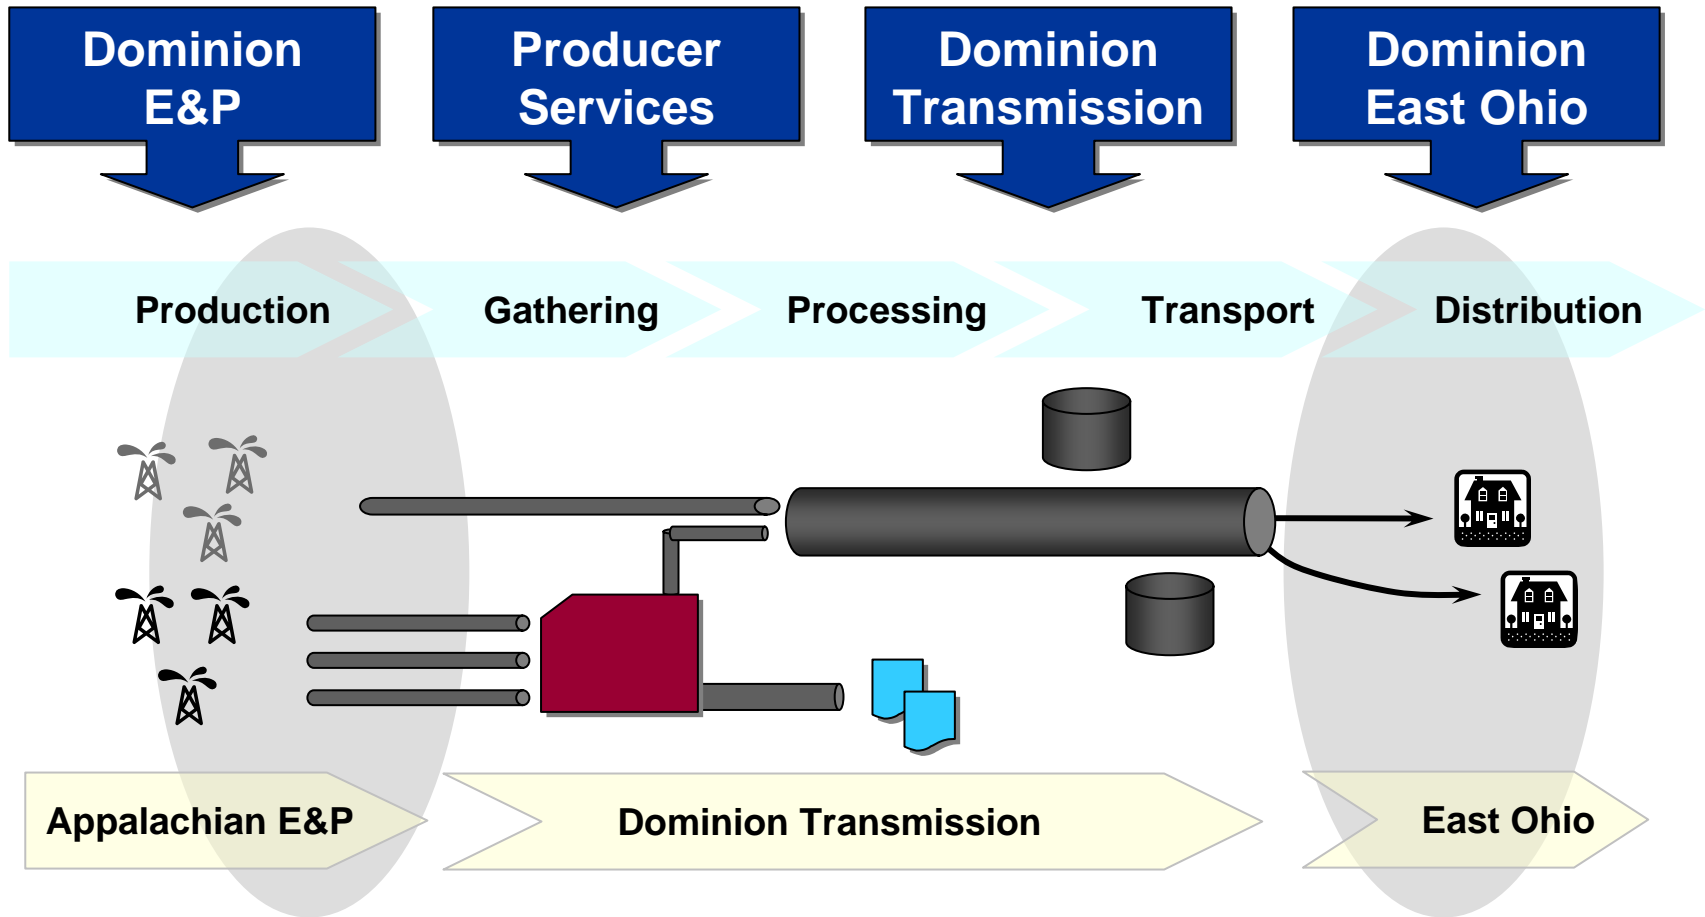 Dominion
E&P
Producer
Services
Dominion
Transmission
Dominion
East Ohio
Production
Gathering
Processing
Transport
Distribution
Appalachian E&P
Dominion Transmission
East Ohio